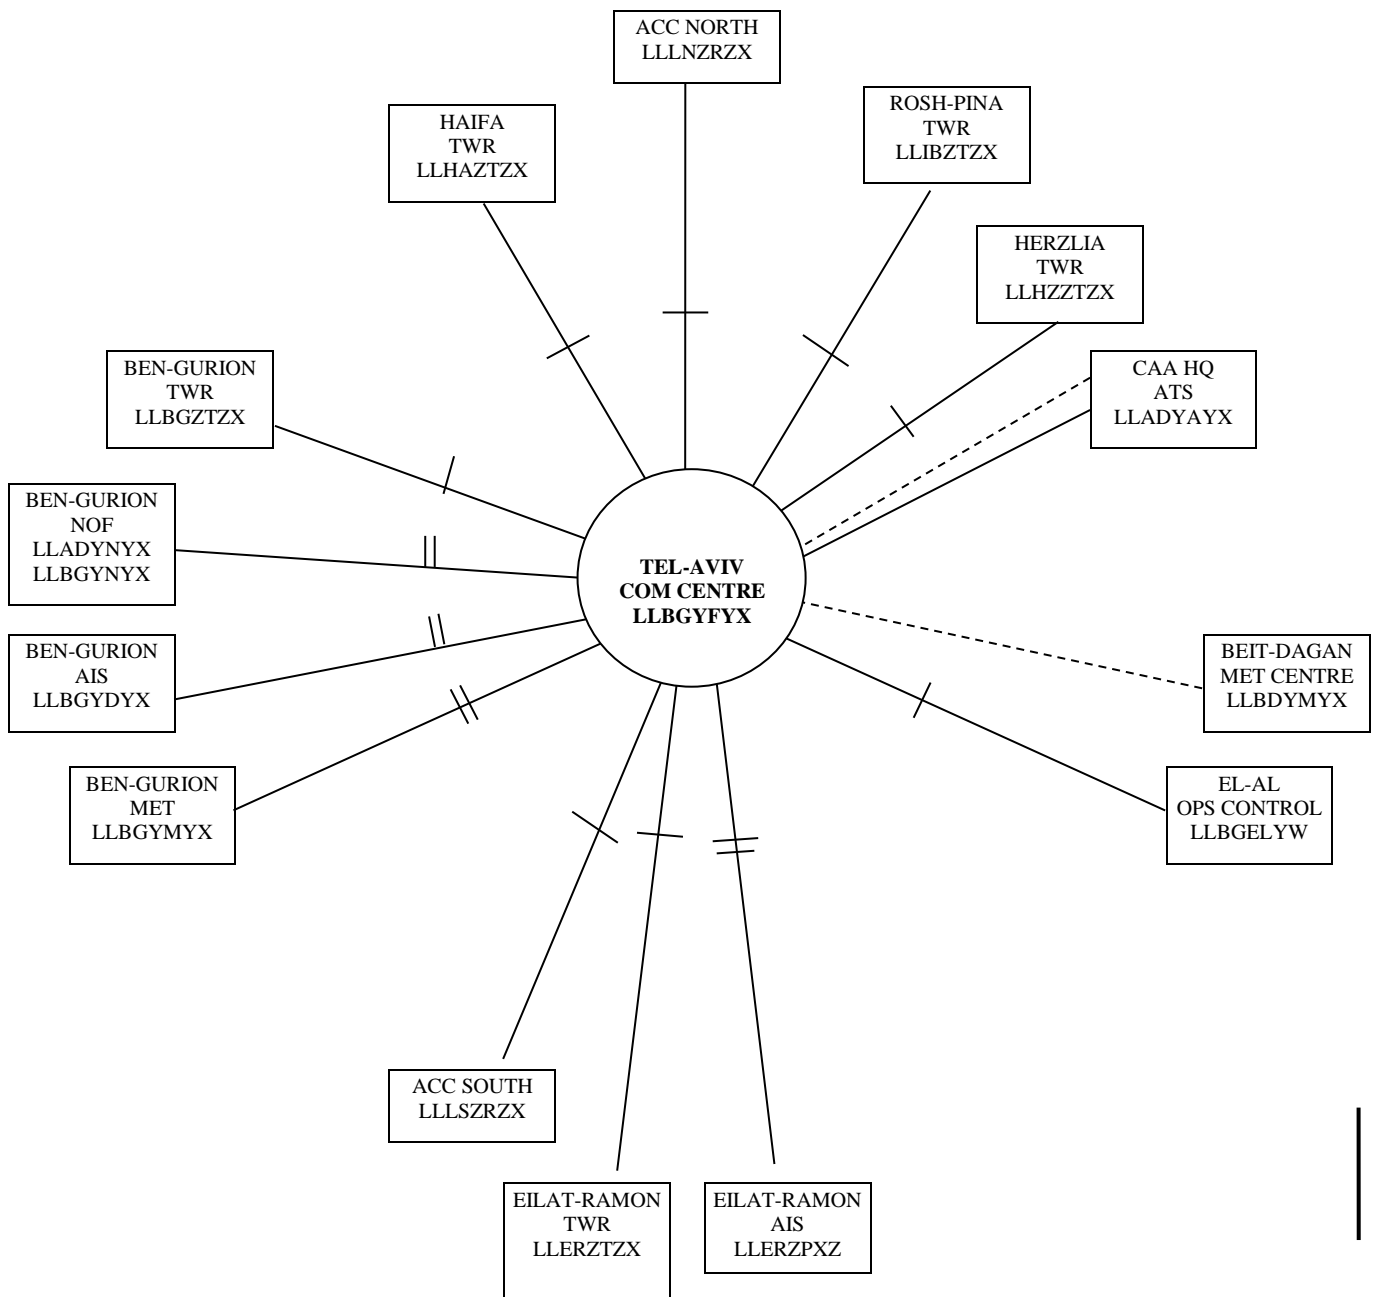 ACC NORTH
LLLNZRZX
ROSH-PINA
TWR
LLIBZTZX
HAIFA
TWR
LLHAZTZX
HERZLIA
TWR
LLHZZTZX
BEN-GURION
TWR
LLBGZTZX
CAA HQ
ATS
LLADYAYX
BEN-GURION
NOF
LLADYNYX
LLBGYNYX
TEL-AVIV
COM CENTRE
LLBGYFYX
BEN-GURION
AIS
LLBGYDYX
BEIT-DAGAN
MET CENTRE
LLBDYMYX
BEN-GURION
MET
LLBGYMYX
EL-AL
OPS CONTROL
LLBGELYW
ACC SOUTH
LLLSZRZX
EILAT-RAMON
TWR
LLERZTZX
EILAT-RAMON
AIS
LLERZPXZ